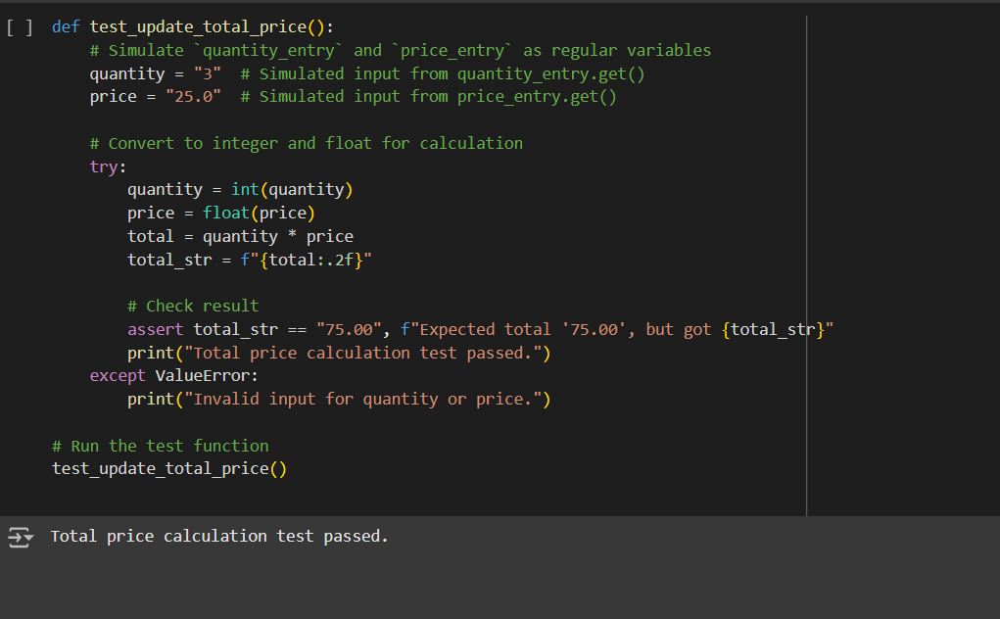 [ ] def test_update_total_price():
    # Simulate `quantity_entry` and `price_entry` as regular variables
    quantity = "3"  # Simulated input from quantity_entry.get()
    price = "25.0"  # Simulated input from price_entry.get()

    # Convert to integer and float for calculation
    try:
        quantity = int(quantity)
        price = float(price)
        total = quantity * price
        total_str = f"{total:.2f}"

        # Check result
        assert total_str == "75.00", f"Expected total '75.00', but got {total_str}"
        print("Total price calculation test passed.")
    except ValueError:
        print("Invalid input for quantity or price.")

# Run the test function
test_update_total_price()

Total price calculation test passed.